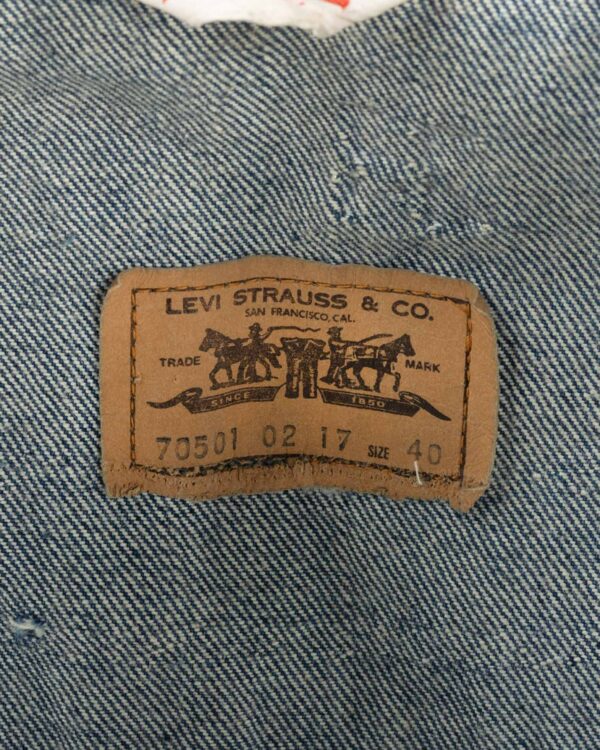 LEVI STRAUSS & CO.
SAN FRANCISCO, CAL.
TRADE MARK
SINCE 1850
70501 02 17 SIZE 40